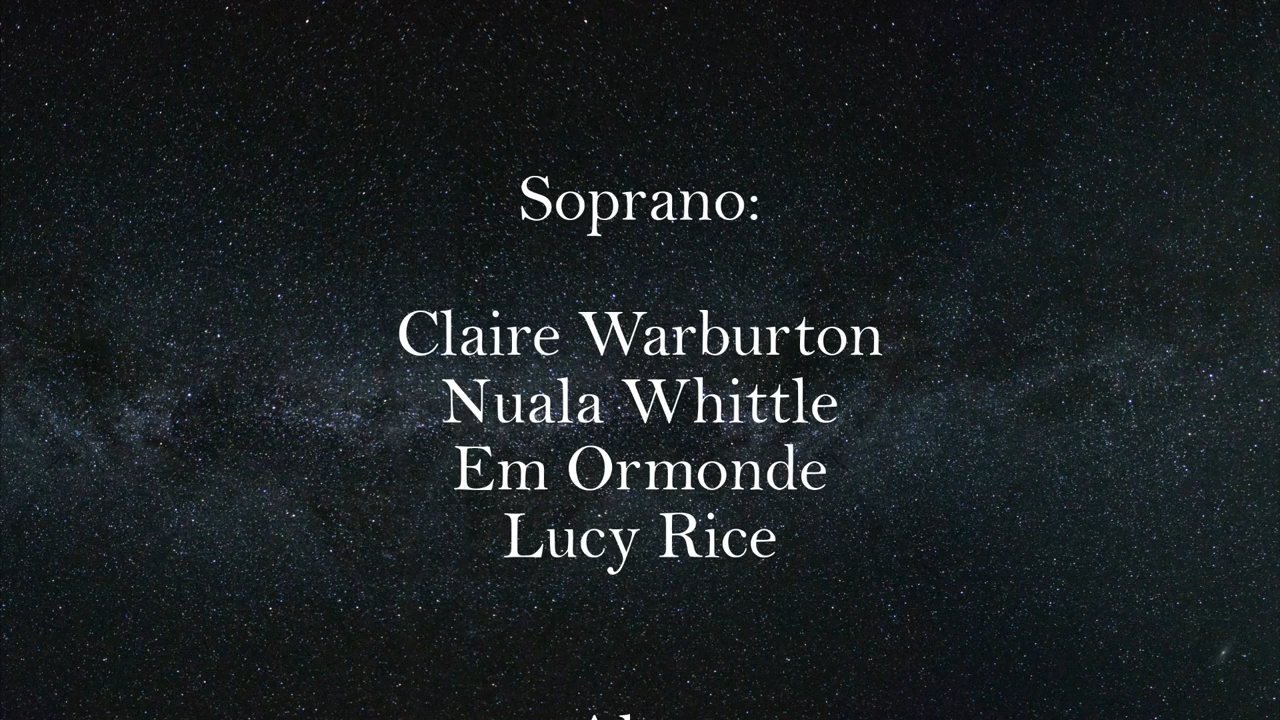 Soprano:
Claire Warburton
Nuala Whittle
Em Ormonde
Lucy Rice